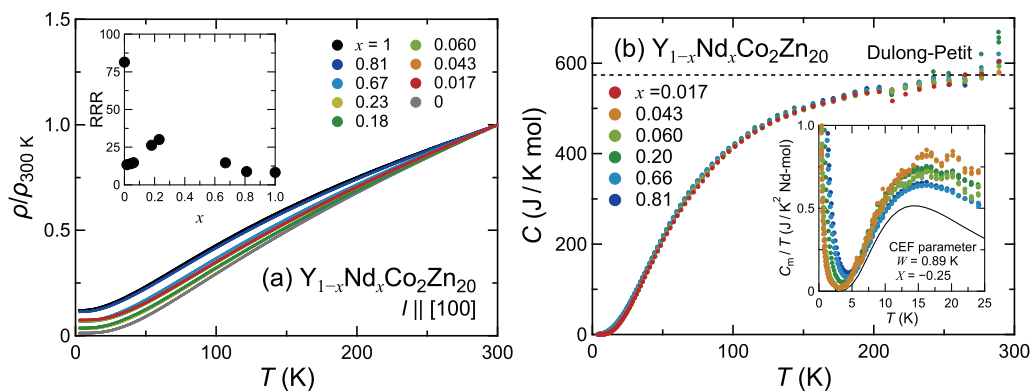 1.5
1.0
0.5
0
ρ/ρ300 K
0
100
200
300
T (K)
100
75
50
25
0
RRR
0
0.2
0.4
0.6
0.8
1.0
x
x = 1
0.81
0.67
0.23
0.18
0.060
0.043
0.017
0
(a) Y1−xNdxCo2Zn20
I || [100]
(b) Y1−xNdxCo2Zn20
Dulong-Petit
600
400
200
0
C (J / K mol)
0
100
200
300
T (K)
x =0.017
0.043
0.060
0.20
0.66
0.81
1.0
0.5
0
Cm / T (J / K2 Nd-mol)
CEF parameter
W = 0.89 K
X = −0.25
0
5
10
15
20
25
T (K)